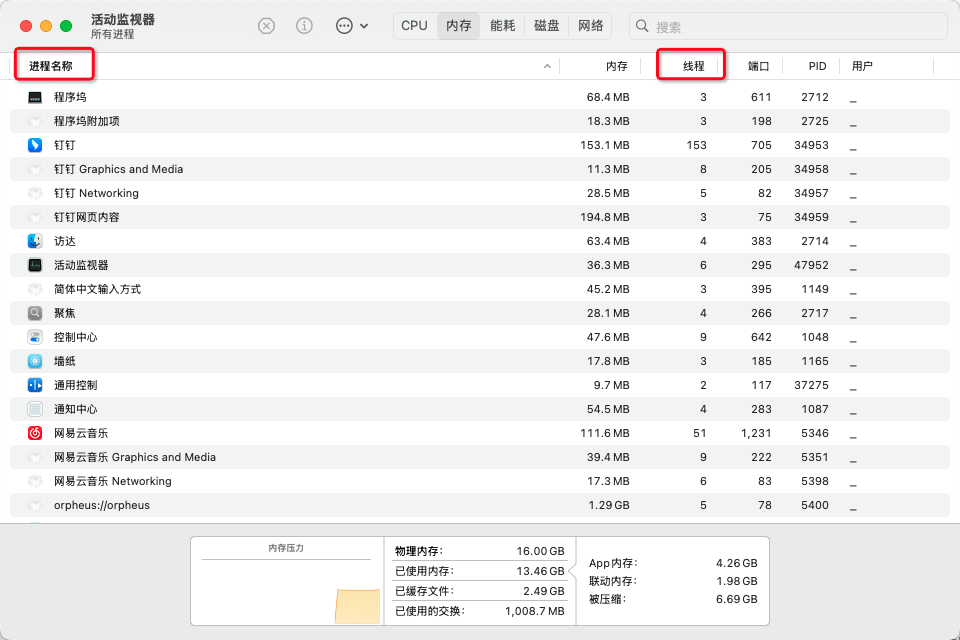 活动监视器
所有进程
CPU 内存 能耗 磁盘 网络 搜索
进程名称 内存 线程 端口 PID 用户
程序坞 68.4 MB 3 611 2712 _
程序坞附加项 18.3 MB 3 198 2725 _
钉钉 153.1 MB 153 705 34953 _
钉钉 Graphics and Media 11.3 MB 8 205 34958 _
钉钉 Networking 28.5 MB 5 82 34957 _
钉钉网页内容 194.8 MB 3 75 34959 _
访达 63.4 MB 4 383 2714 _
活动监视器 36.3 MB 6 295 47952 _
简体中文输入方式 45.2 MB 3 395 1149 _
聚焦 28.1 MB 4 266 2717 _
控制中心 47.6 MB 9 642 1048 _
墙纸 17.8 MB 3 185 1165 _
通用控制 9.7 MB 2 117 37275 _
通知中心 54.5 MB 4 283 1087 _
网易云音乐 111.6 MB 51 1,231 5346 _
网易云音乐 Graphics and Media 39.4 MB 9 222 5351 _
网易云音乐 Networking 17.3 MB 6 83 5398 _
orpheus://orpheus 1.29 GB 5 78 5400 _
内存压力
物理内存： 16.00 GB
已使用内存： 13.46 GB
已缓存文件： 2.49 GB
已使用的交换： 1,008.7 MB
App内存： 4.26 GB
联动内存： 1.98 GB
被压缩： 6.69 GB